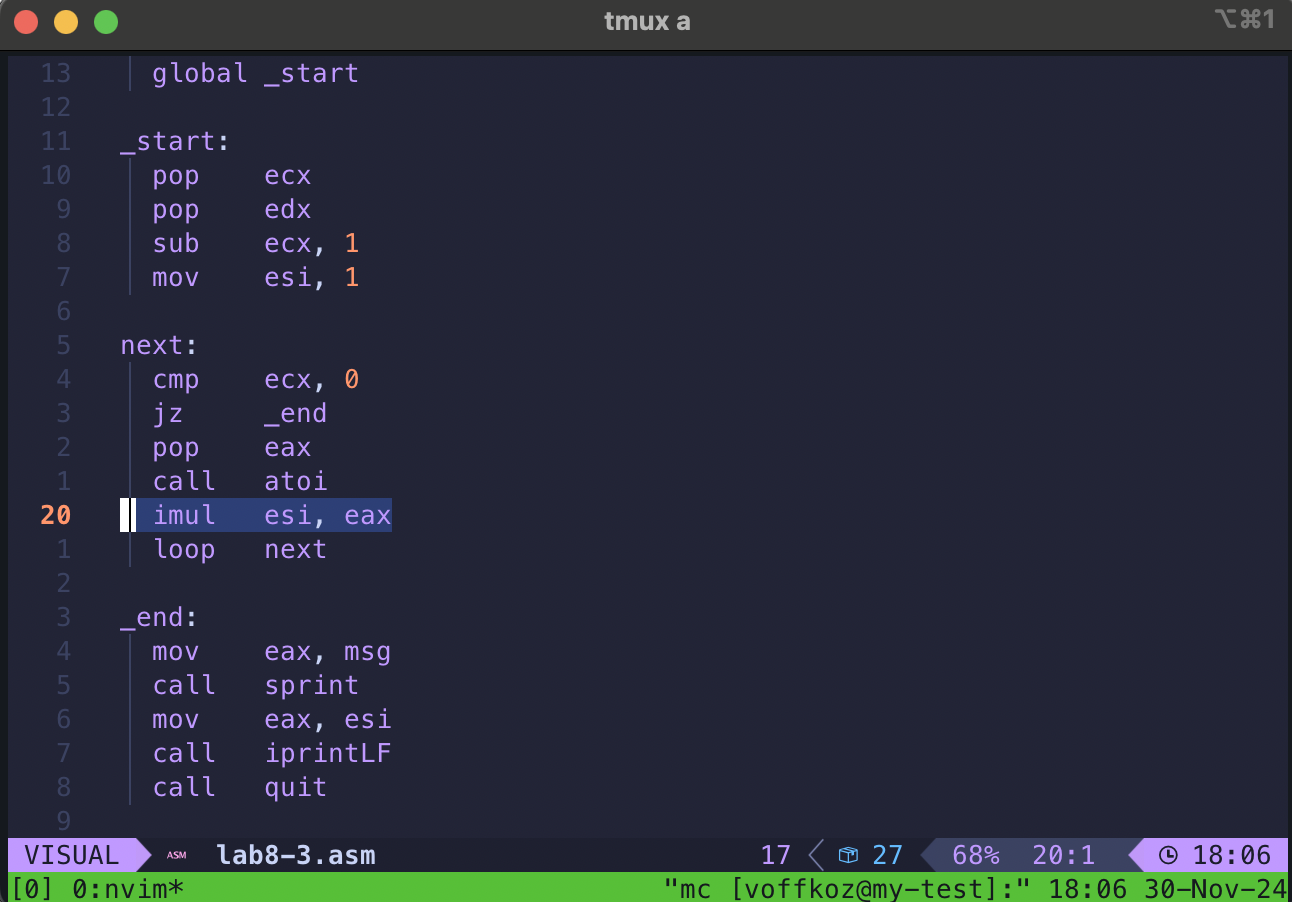 tmux a ⌥⌘1
13 global _start
12
11 _start:
10 pop ecx
9 pop edx
8 sub ecx, 1
7 mov esi, 1
6
5 next:
4 cmp ecx, 0
3 jz _end
2 pop eax
1 call atoi
20 imul esi, eax
1 loop next
2
3 _end:
4 mov eax, msg
5 call sprint
6 mov eax, esi
7 call iprintLF
8 call quit
9
VISUAL ASM lab8-3.asm 17 27 68% 20:1 18:06
[0] 0:nvim* "mc [voffkoz@my-test]:" 18:06 30-Nov-24